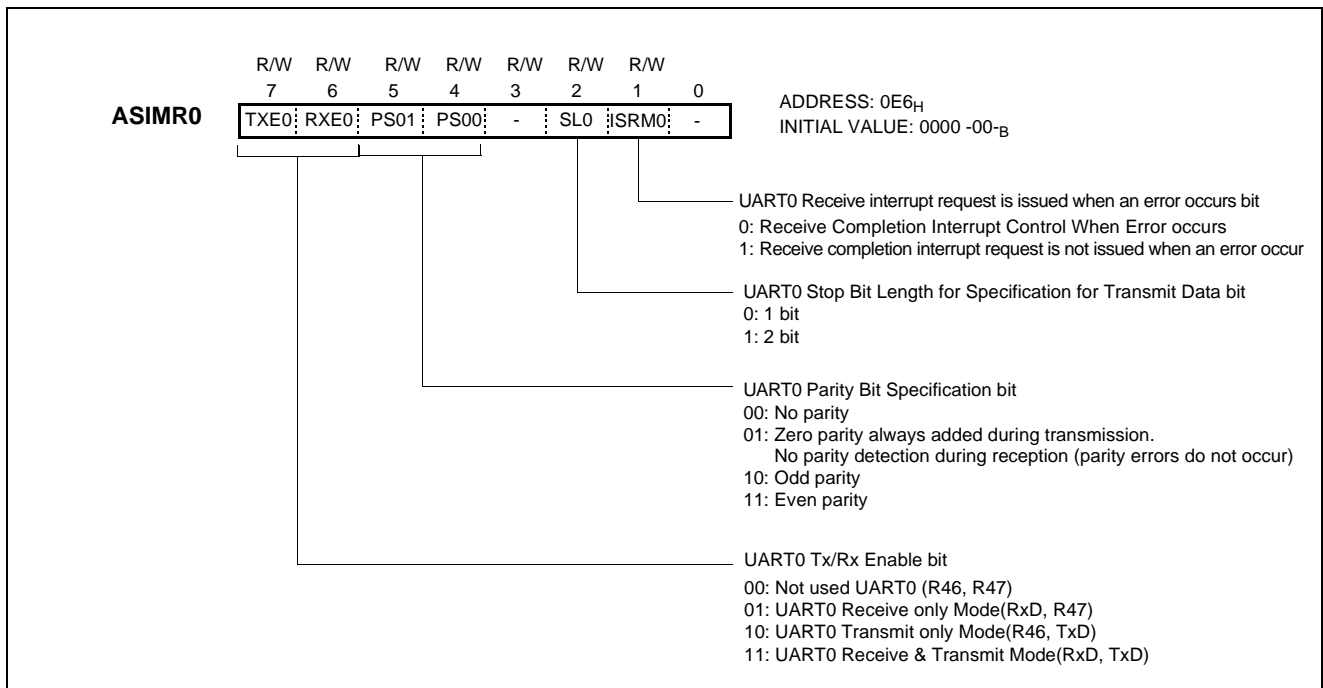 R/W R/W R/W R/W R/W R/W R/W
7 6 5 4 3 2 1 0
ASIMR0 TXE0 RXE0 PS01 PS00 - SL0 ISRM0 -
ADDRESS: 0E6H
INITIAL VALUE: 0000 -00-B
UART0 Receive interrupt request is issued when an error occurs bit
0: Receive Completion Interrupt Control When Error occurs
1: Receive completion interrupt request is not issued when an error occur
UART0 Stop Bit Length for Specification for Transmit Data bit
0: 1 bit
1: 2 bit
UART0 Parity Bit Specification bit
00: No parity
01: Zero parity always added during transmission.
No parity detection during reception (parity errors do not occur)
10: Odd parity
11: Even parity
UART0 Tx/Rx Enable bit
00: Not used UART0 (R46, R47)
01: UART0 Receive only Mode(RxD, R47)
10: UART0 Transmit only Mode(R46, TxD)
11: UART0 Receive & Transmit Mode(RxD, TxD)